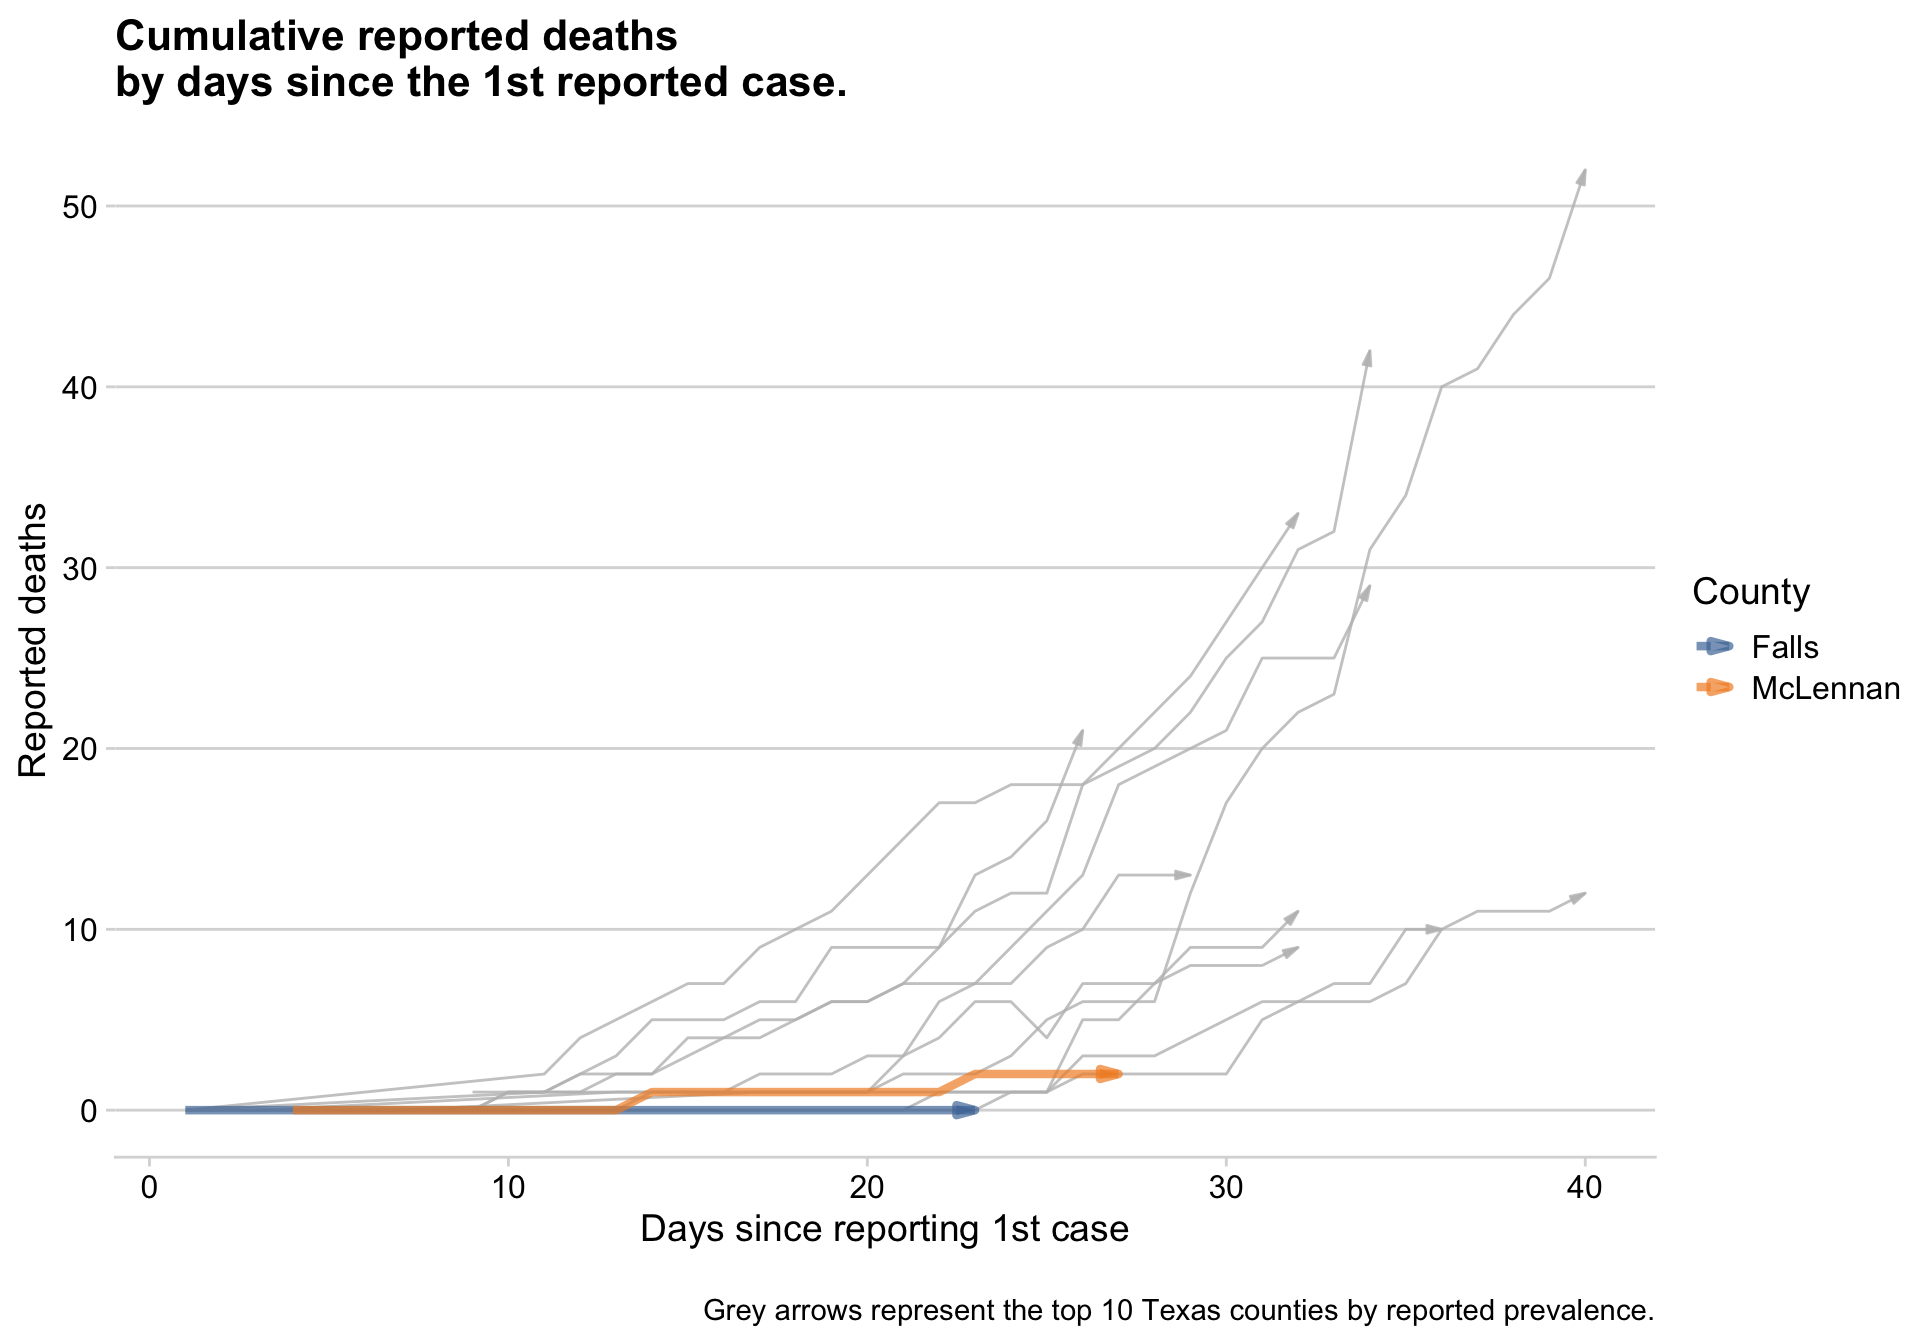 Cumulative reported deaths
by days since the 1st reported case.
50
40
30
20
10
0
Reported deaths
0 10 20 30 40
Days since reporting 1st case
County
Falls
McLennan
Grey arrows represent the top 10 Texas counties by reported prevalence.